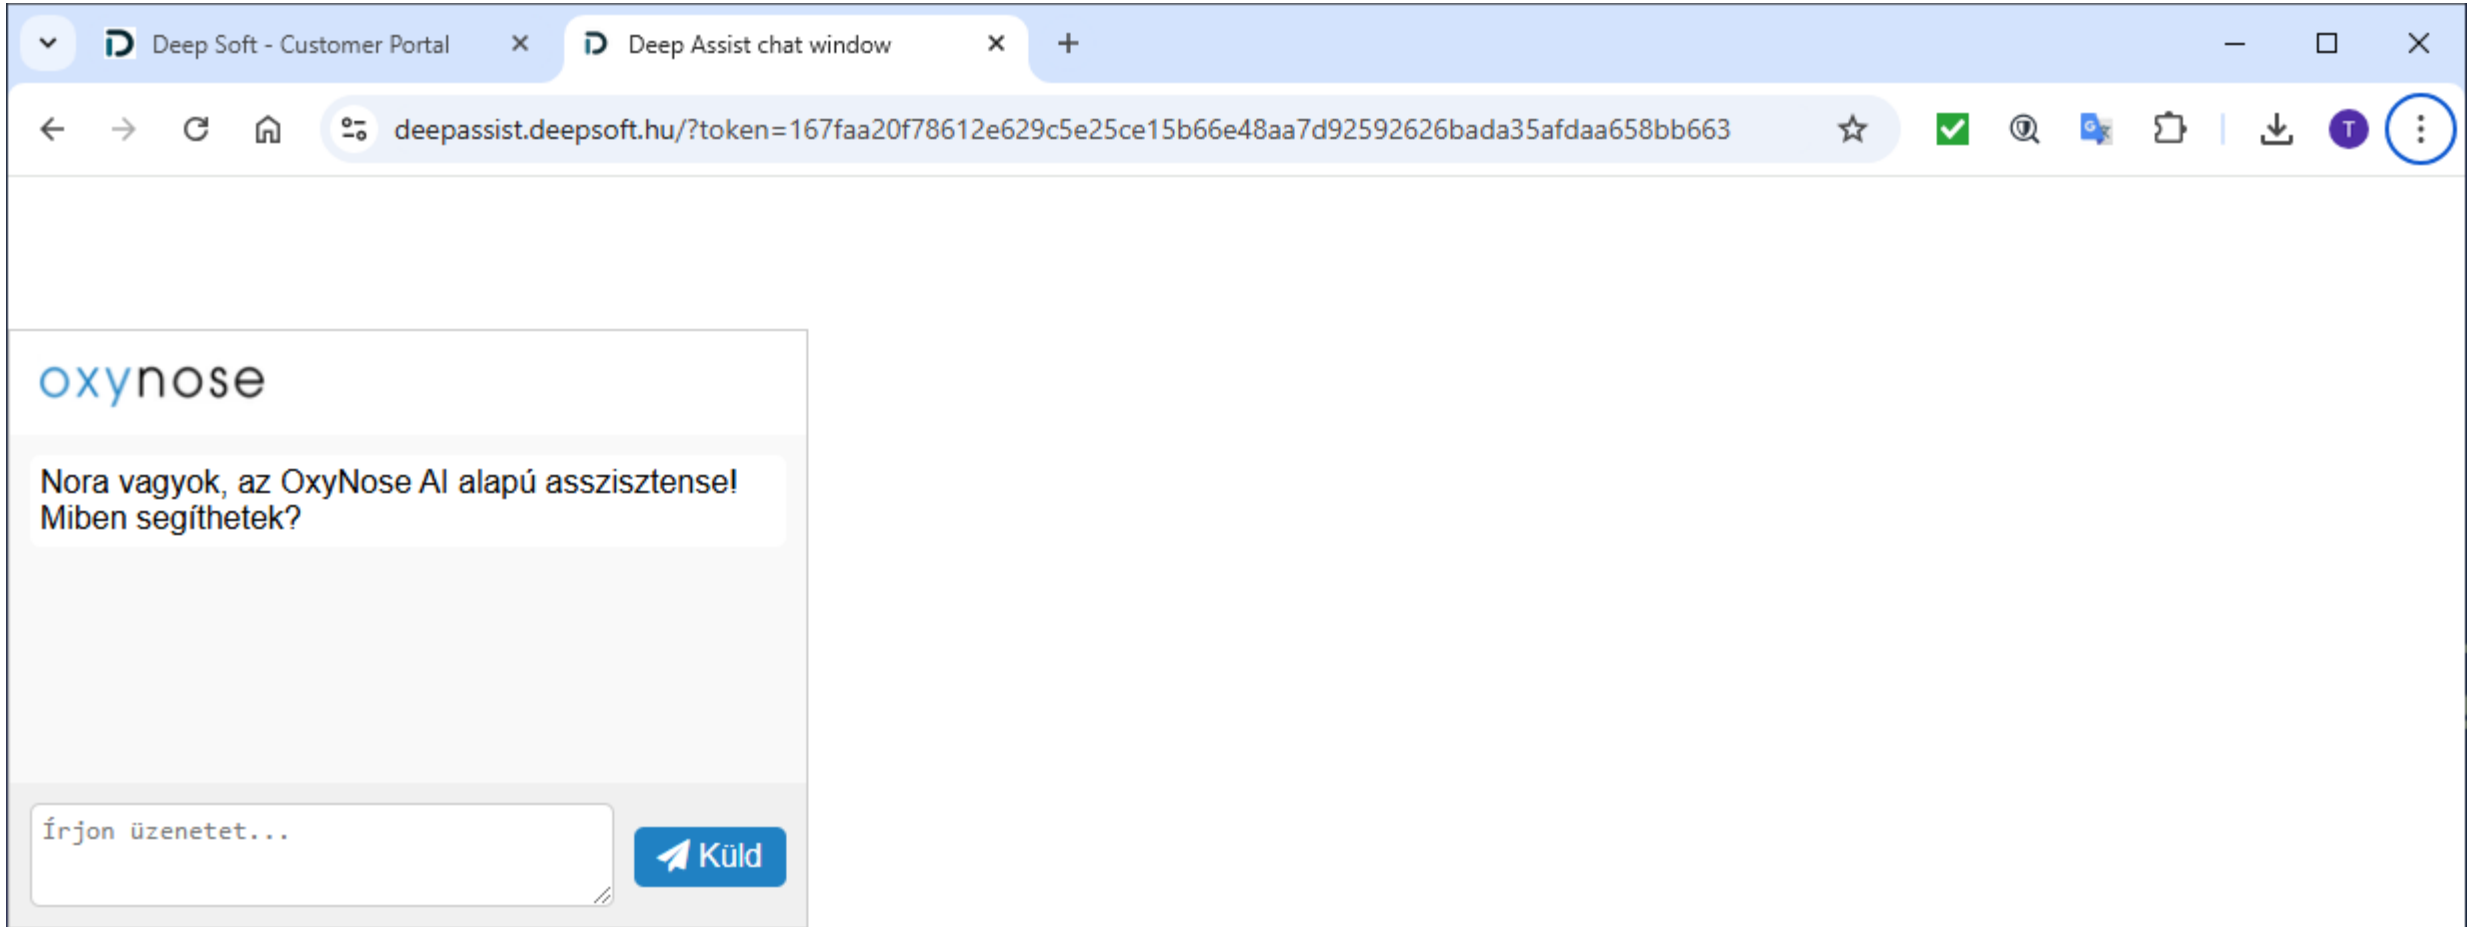 Deep Soft - Customer Portal
Deep Assist chat window
deepassist.deepsoft.hu/?token=167faa20f78612e629c5e25ce15b66e48aa7d92592626bada35afdaa658bb663
T
oxynose
Nora vagyok, az OxyNose AI alapú asszisztense!
Miben segíthetek?
Írjon üzenetet...
Küld